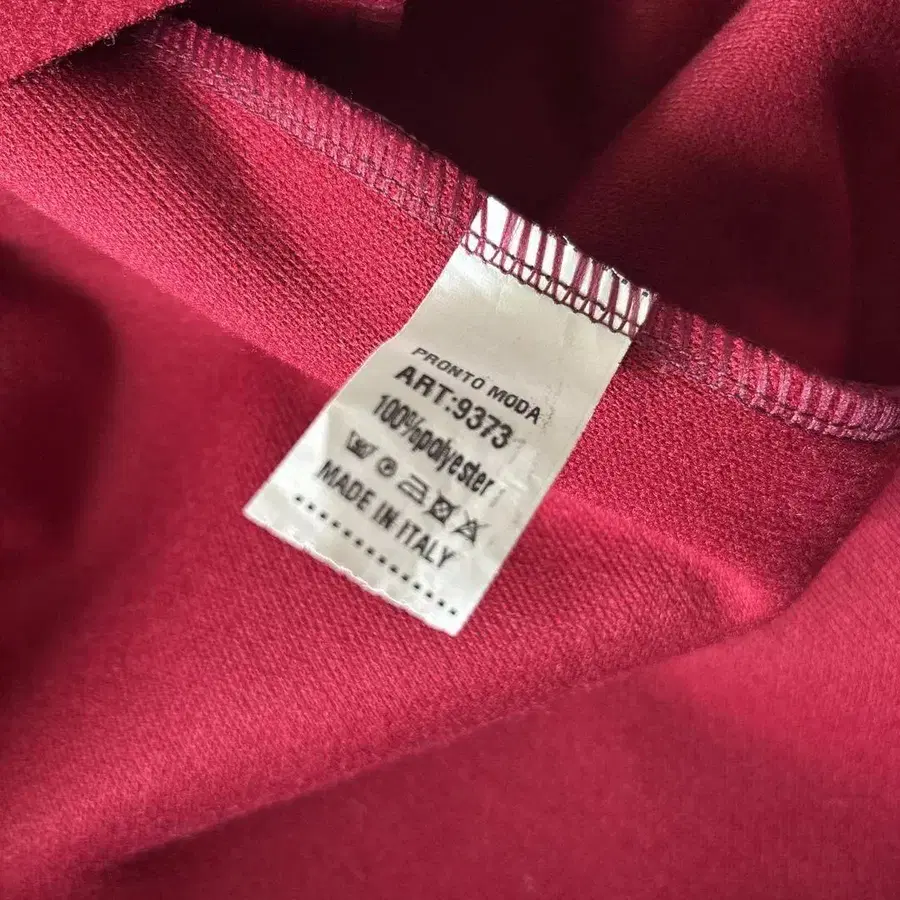 PRONTO MODA
ART:9373
100%polyester
MADE IN ITALY